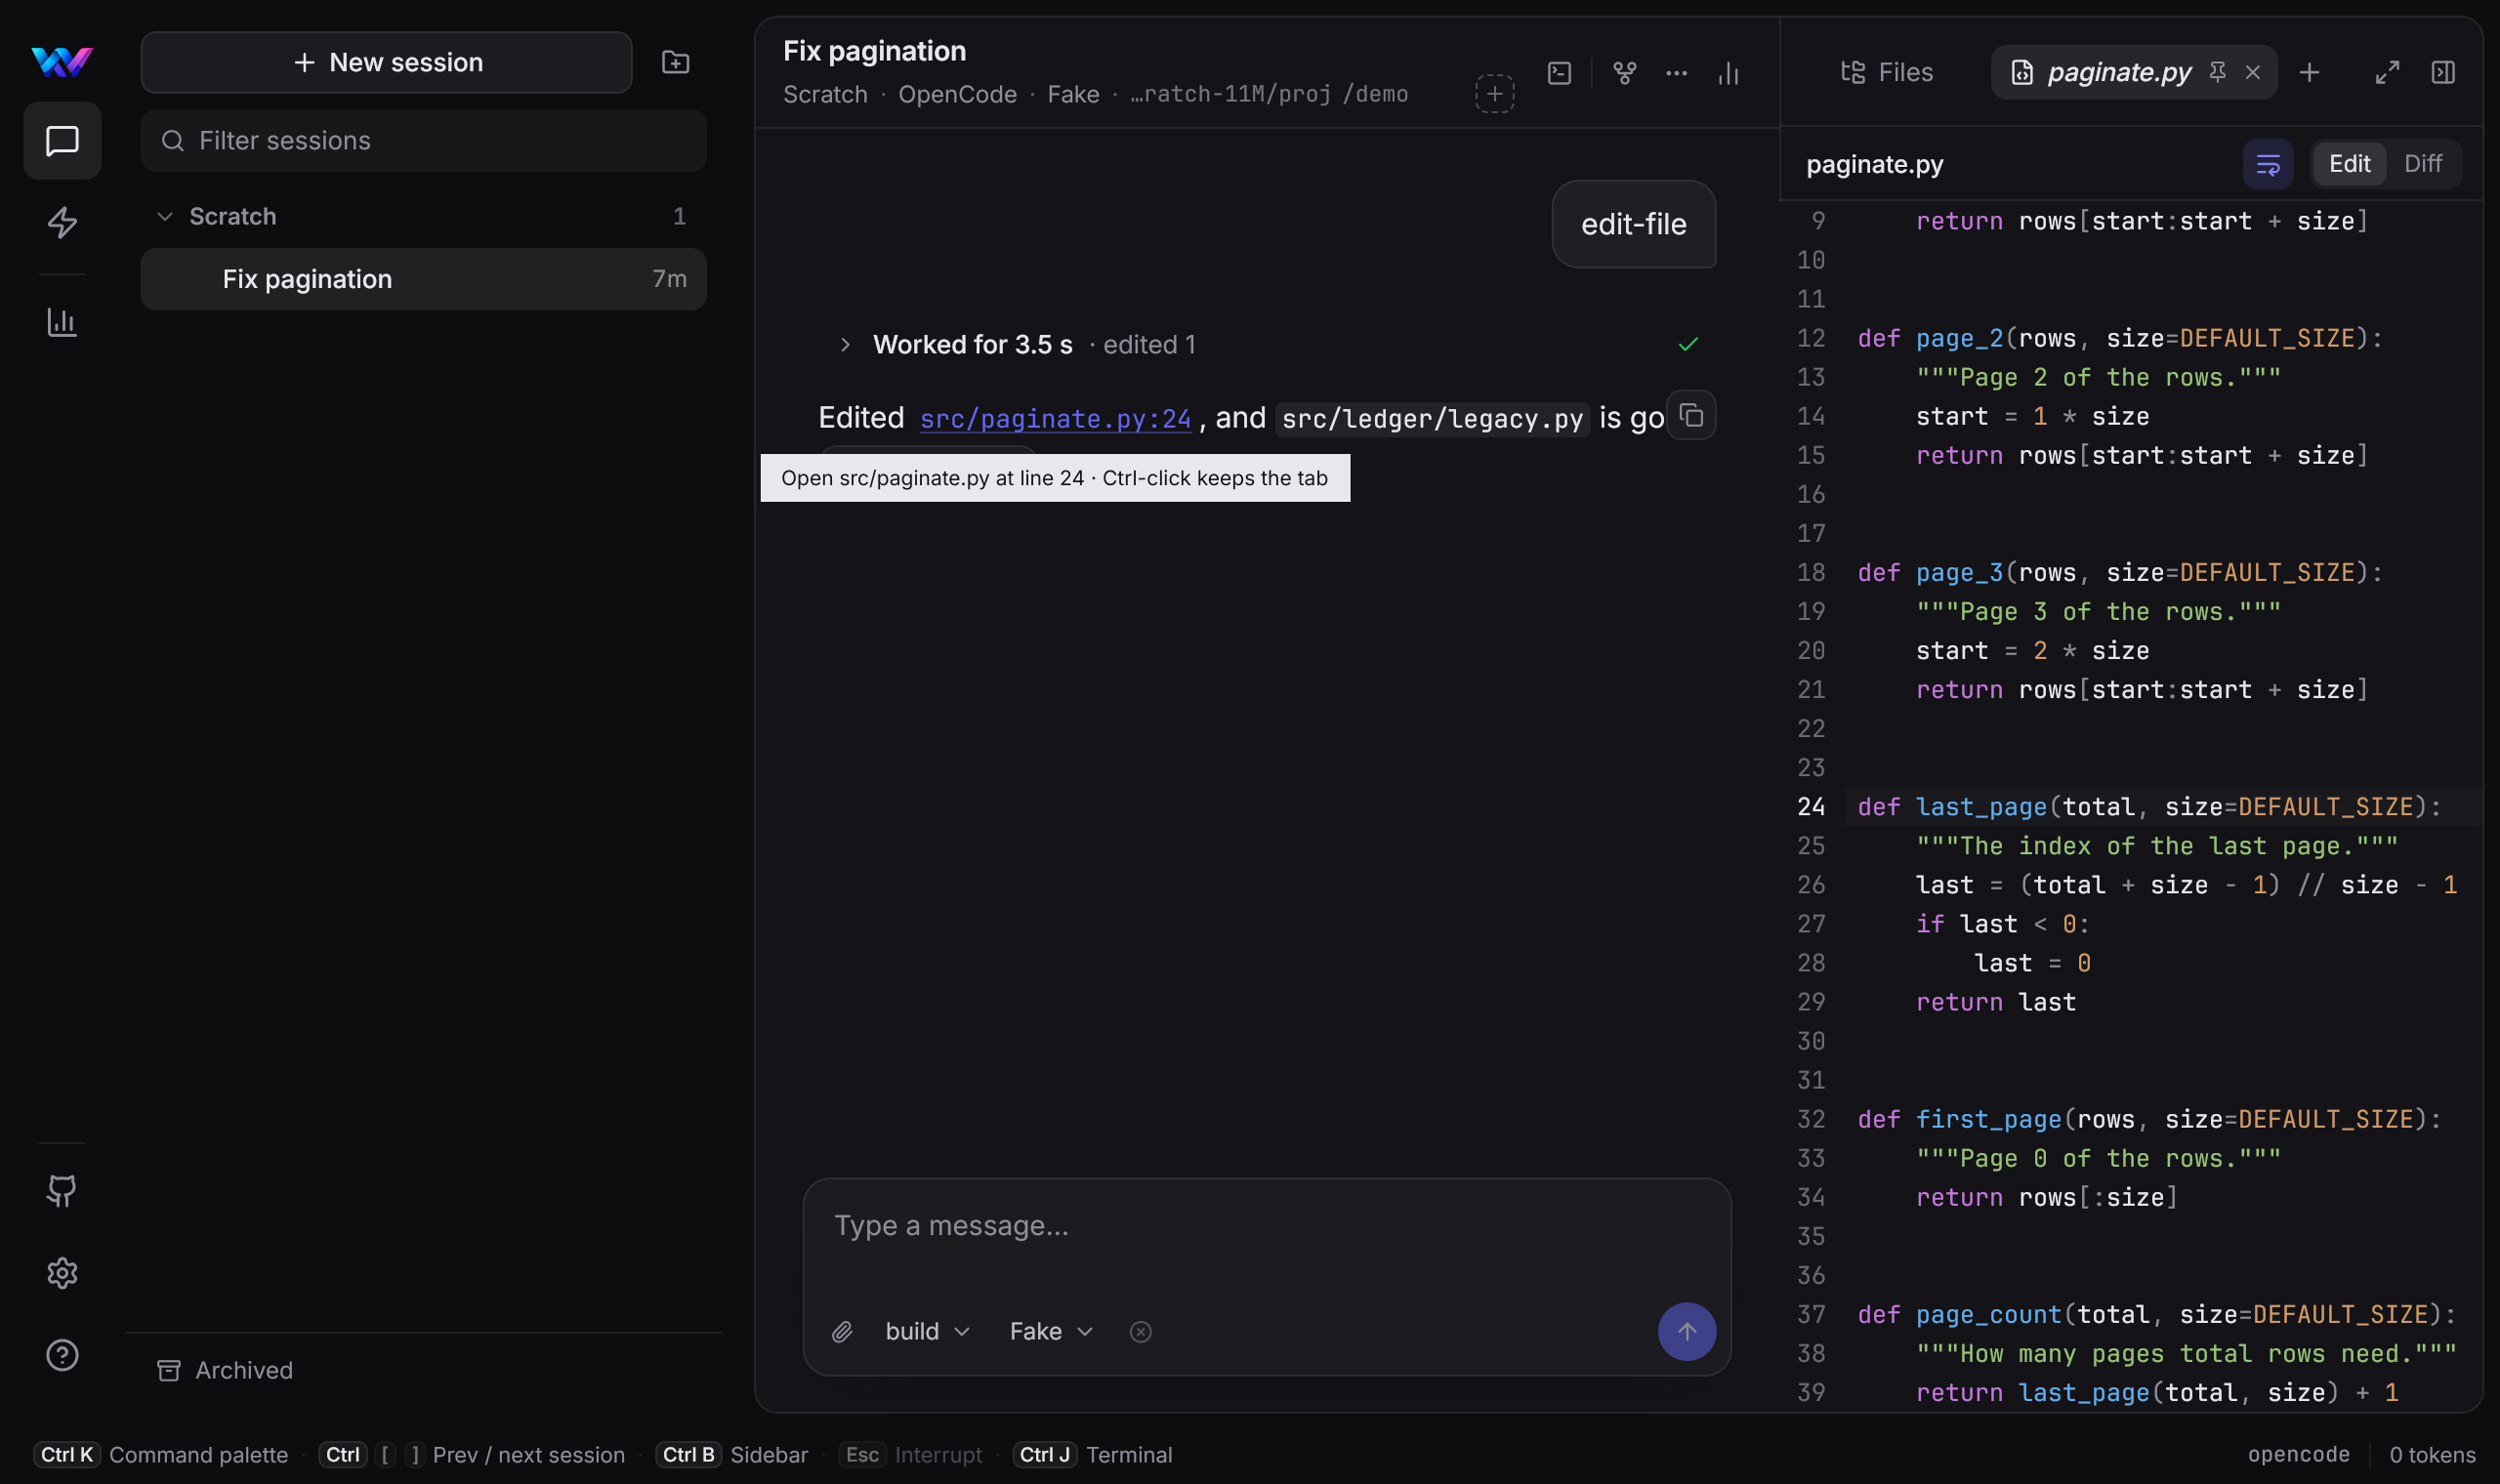 New session
Filter sessions
Scratch 1
Fix pagination 7m
Archived
Fix pagination
Scratch · OpenCode · Fake · …ratch-11M/proj /demo
edit-file
Worked for 3.5 s · edited 1
Edited src/paginate.py:24, and src/ledger/legacy.py is go
Open src/paginate.py at line 24 · Ctrl-click keeps the tab
Type a message...
build Fake
Files paginate.py
paginate.py Edit Diff
9     return rows[start:start + size]
10
11
12 def page_2(rows, size=DEFAULT_SIZE):
13     """Page 2 of the rows."""
14     start = 1 * size
15     return rows[start:start + size]
16
17
18 def page_3(rows, size=DEFAULT_SIZE):
19     """Page 3 of the rows."""
20     start = 2 * size
21     return rows[start:start + size]
22
23
24 def last_page(total, size=DEFAULT_SIZE):
25     """The index of the last page."""
26     last = (total + size - 1) // size - 1
27     if last < 0:
28         last = 0
29     return last
30
31
32 def first_page(rows, size=DEFAULT_SIZE):
33     """Page 0 of the rows."""
34     return rows[:size]
35
36
37 def page_count(total, size=DEFAULT_SIZE):
38     """How many pages total rows need."""
39     return last_page(total, size) + 1
Ctrl K Command palette · Ctrl [ ] Prev / next session · Ctrl B Sidebar · Esc Interrupt · Ctrl J Terminal
opencode 0 tokens